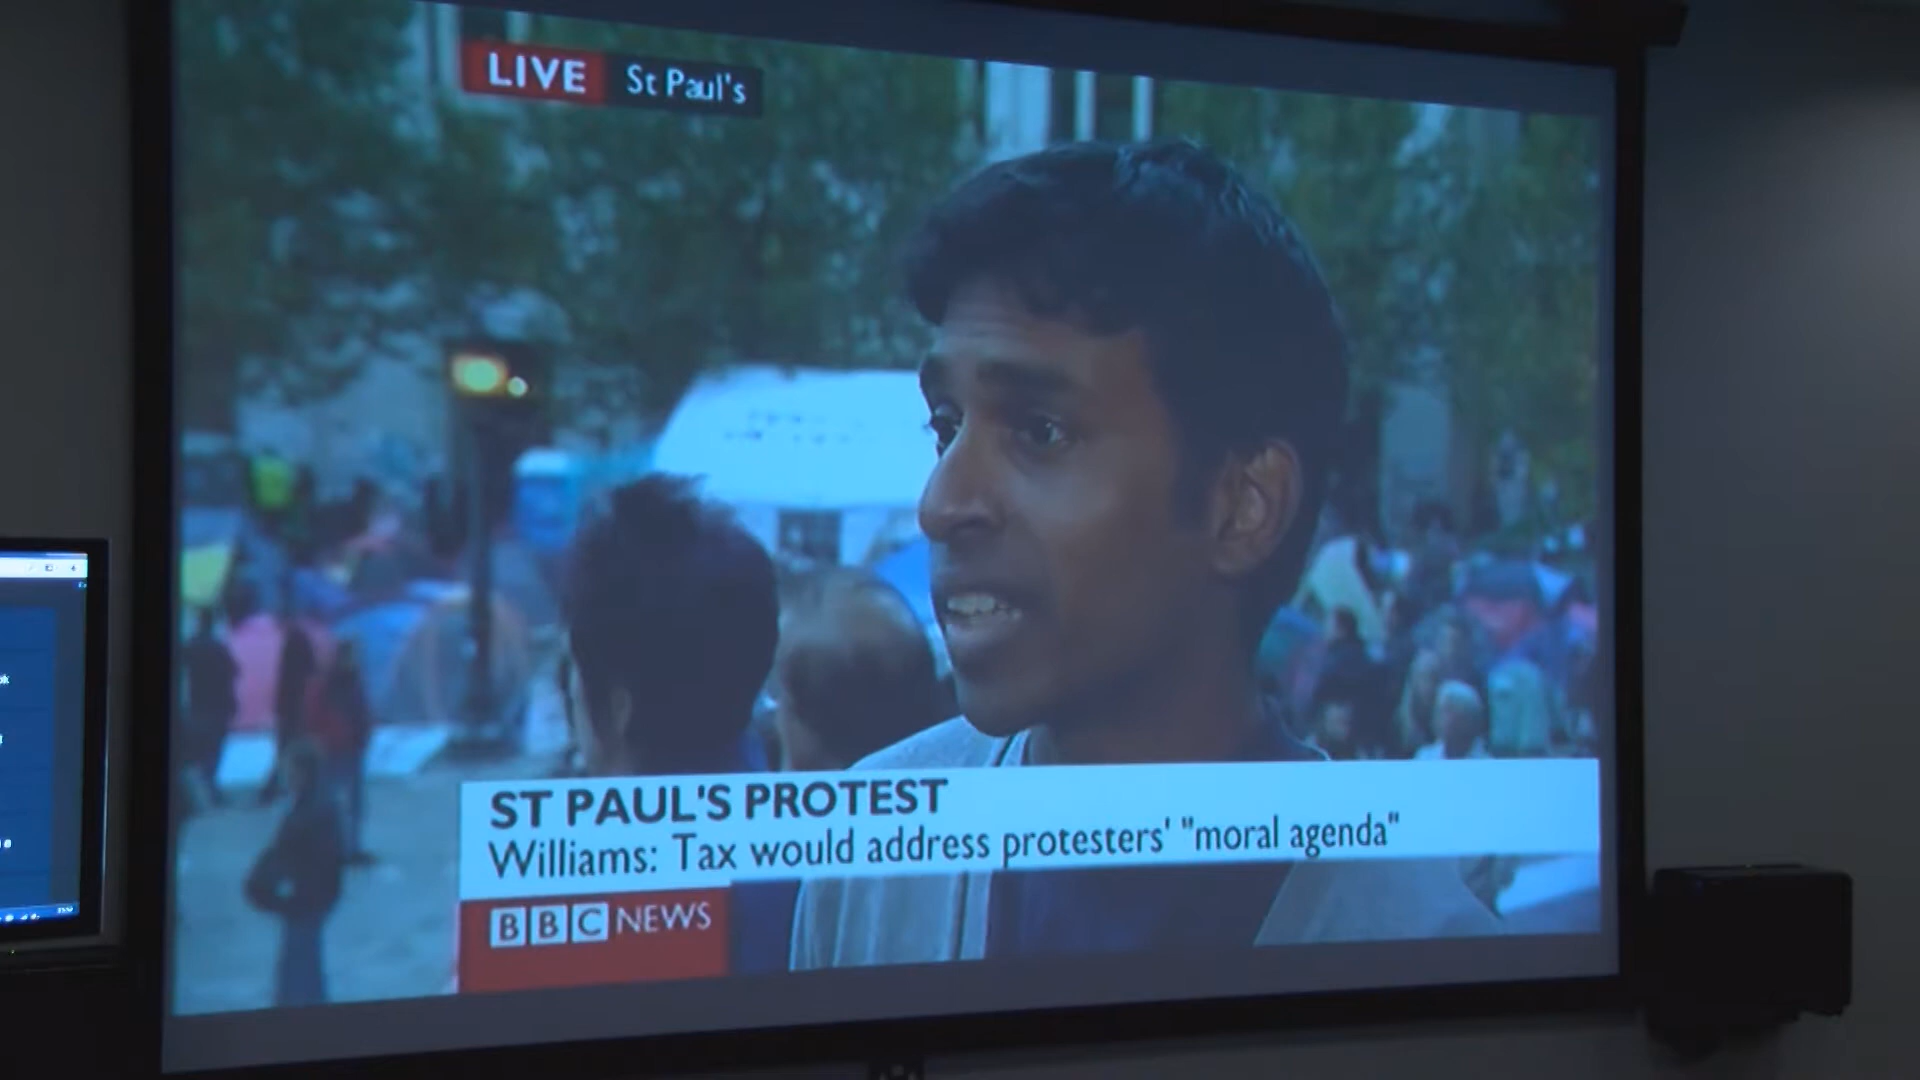 LIVE St Paul's
ST PAUL'S PROTEST
Williams: Tax would address protesters' "moral agenda"
BBC NEWS